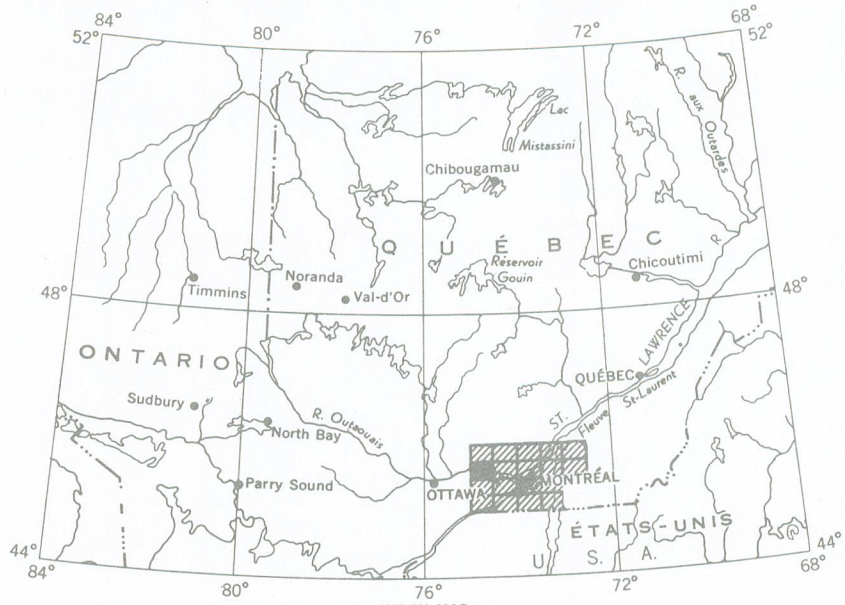 84° 80° 76° 72° 68°
52° 52°
R. aux Outardes
Lac
Mistassini
Chibougamau
QUÉBEC
R
Chicoutimi
Réservoir
Gouin
Noranda
Timmins
Val-d'Or
48° 48°
ONTARIO
LAWRENCE
QUÉBEC
St-Laurent
Sudbury
R. Outaouais
ST.
Fleuve
North Bay
Parry Sound
MONTRÉAL
OTTAWA
ÉTATS-UNIS
U. S. A.
44° 44°
84° 80° 76° 72° 68°